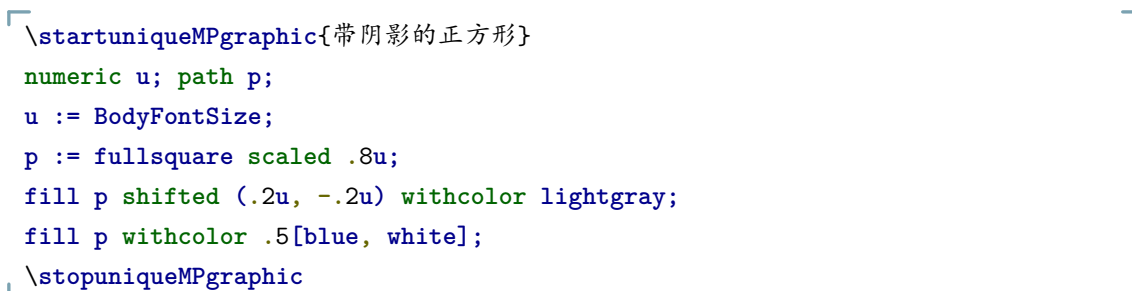 \startuniqueMPgraphic{带阴影的正方形}
numeric u; path p;
u := BodyFontSize;
p := fullsquare scaled .8u;
fill p shifted (.2u, -.2u) withcolor lightgray;
fill p withcolor .5[blue, white];
\stopuniqueMPgraphic